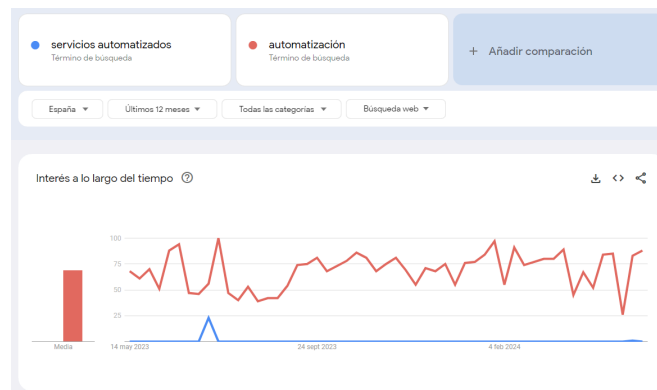 servicios automatizados
Término de búsqueda
automatización
Término de búsqueda
+ Añadir comparación
España
Últimos 12 meses
Todas las categorías
Búsqueda web
Interés a lo largo del tiempo
100
75
50
25
Media
14 may 2023
24 sept 2023
4 feb 2024